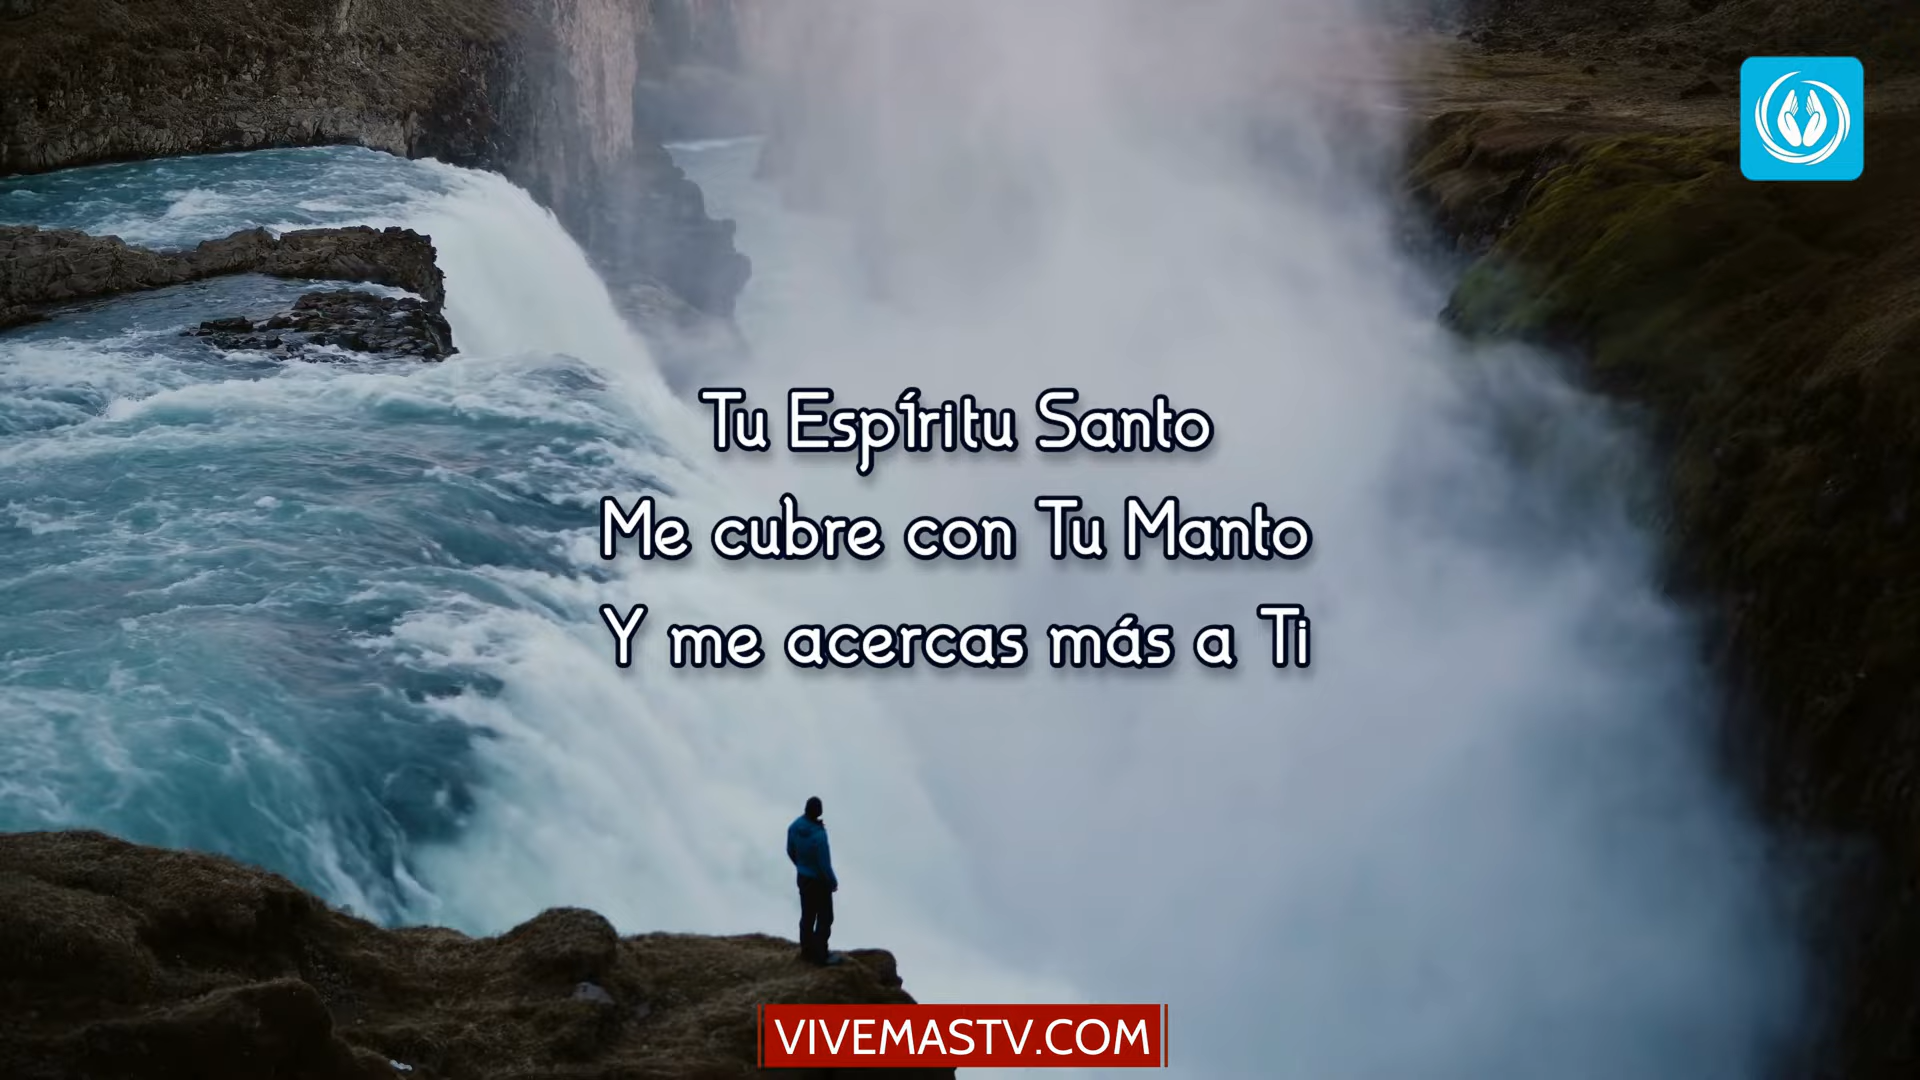 Tu Espíritu Santo
Me cubre con Tu Manto
Y me acercas más a Ti
VIVEMASTV.COM